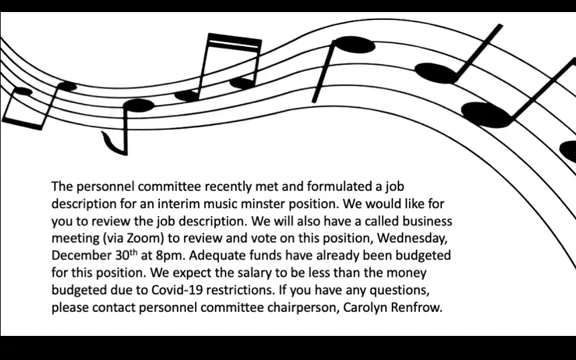 The personnel committee recently met and formulated a job
description for an interim music minster position. We would like for
you to review the job description. We will also have a called business
meeting (via Zoom) to review and vote on this position, Wednesday,
December 30th at 8pm. Adequate funds have already been budgeted
for this position. We expect the salary to be less than the money
budgeted due to Covid-19 restrictions. If you have any questions,
please contact personnel committee chairperson, Carolyn Renfrow.